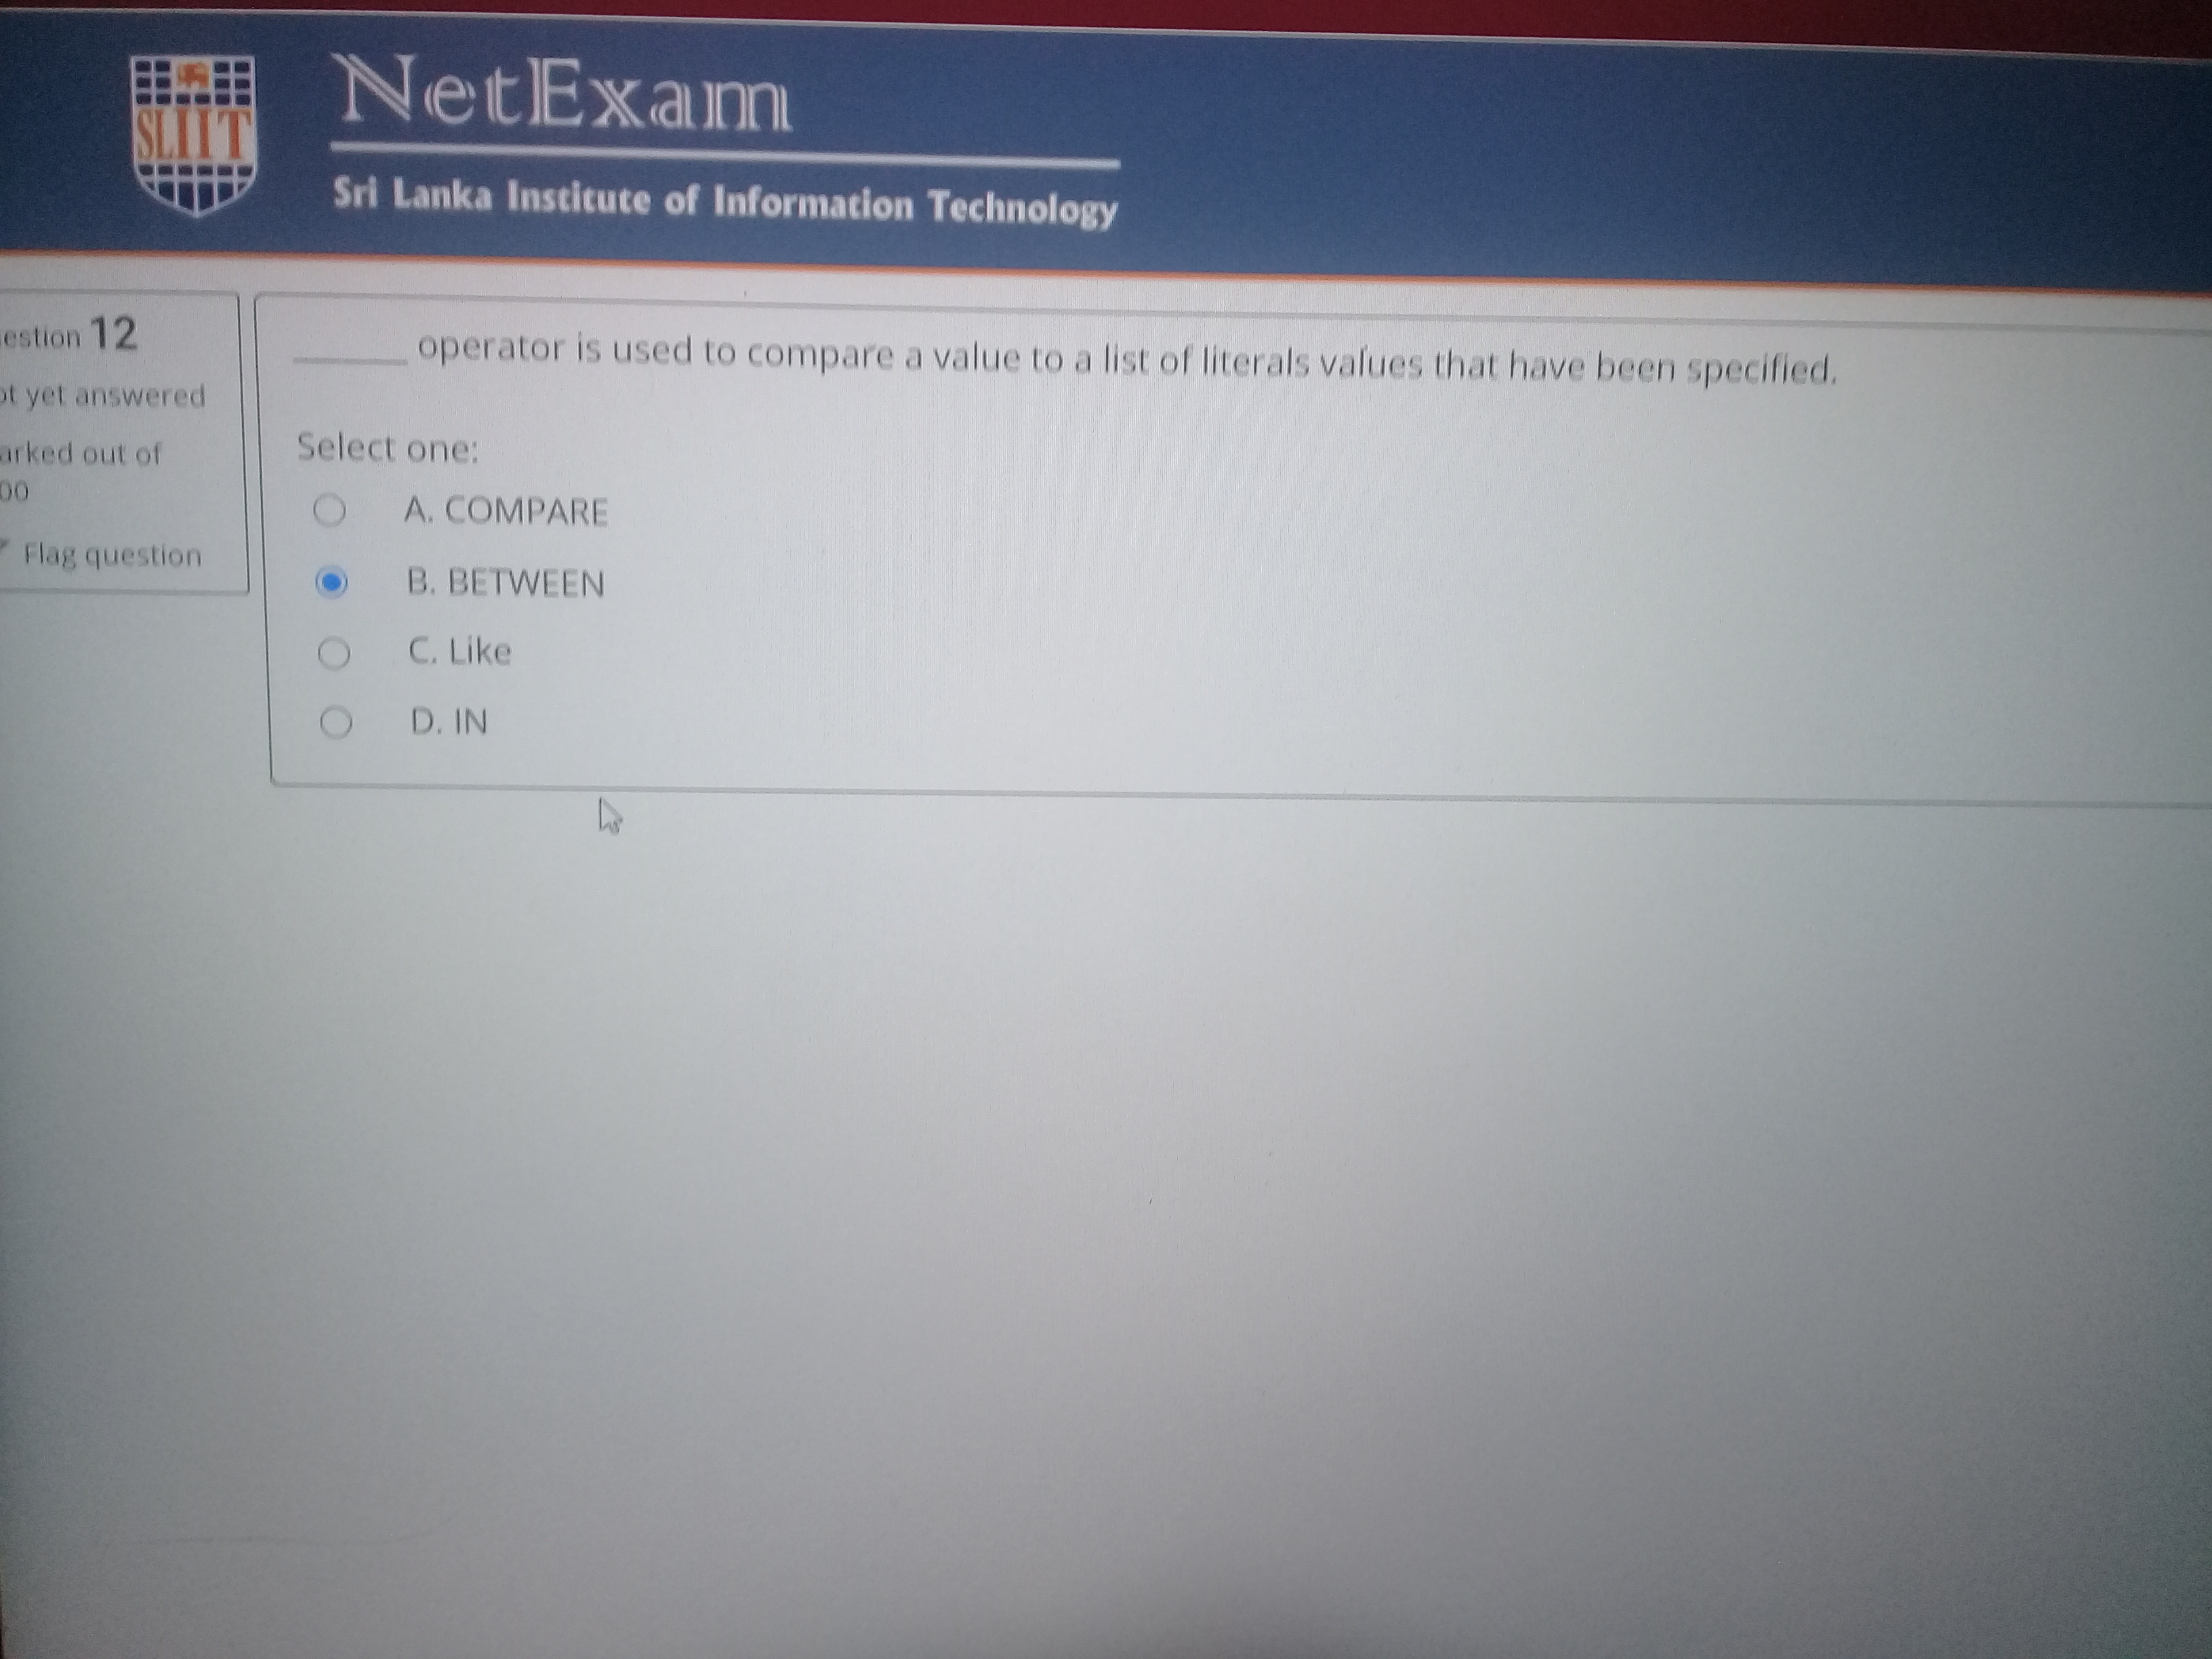 SLIIT
NetExam
Sri Lanka Institute of Information Technology
estion 12
ot yet answered
arked out of
00
Flag question
______ operator is used to compare a value to a list of literals values that have been specified.
Select one:
A. COMPARE
B. BETWEEN
C. Like
D. IN